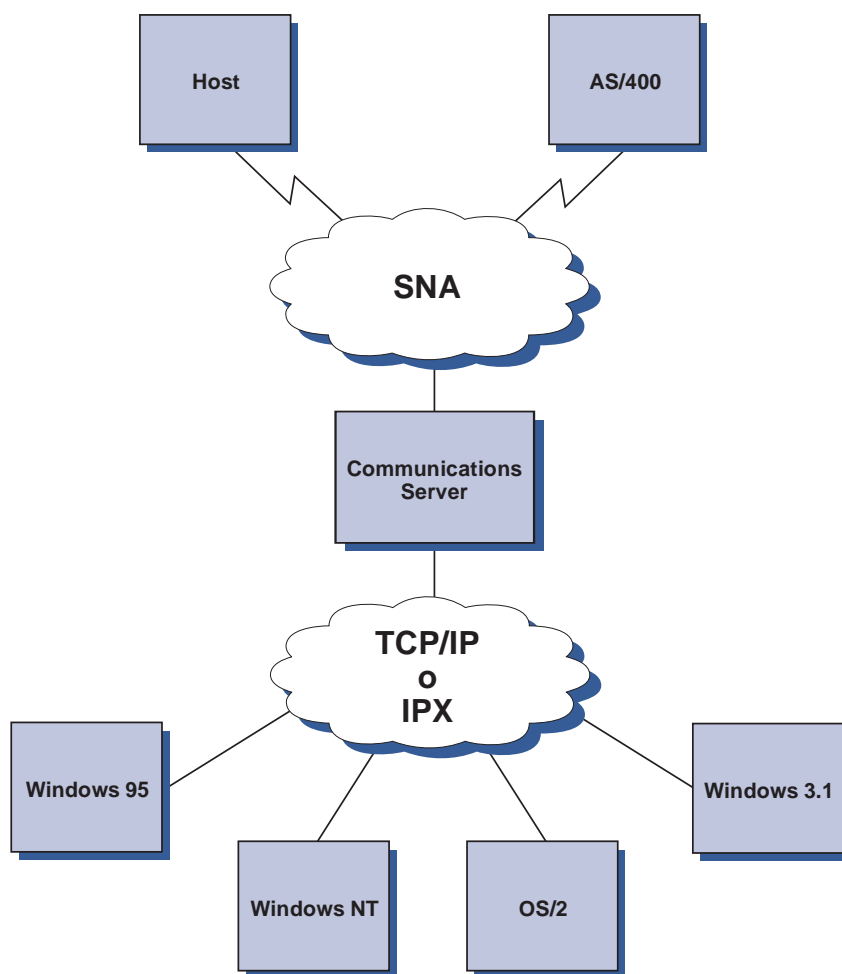 Host
AS/400
SNA
Communications
Server
TCP/IP
o
IPX
Windows 95
Windows 3.1
Windows NT
OS/2